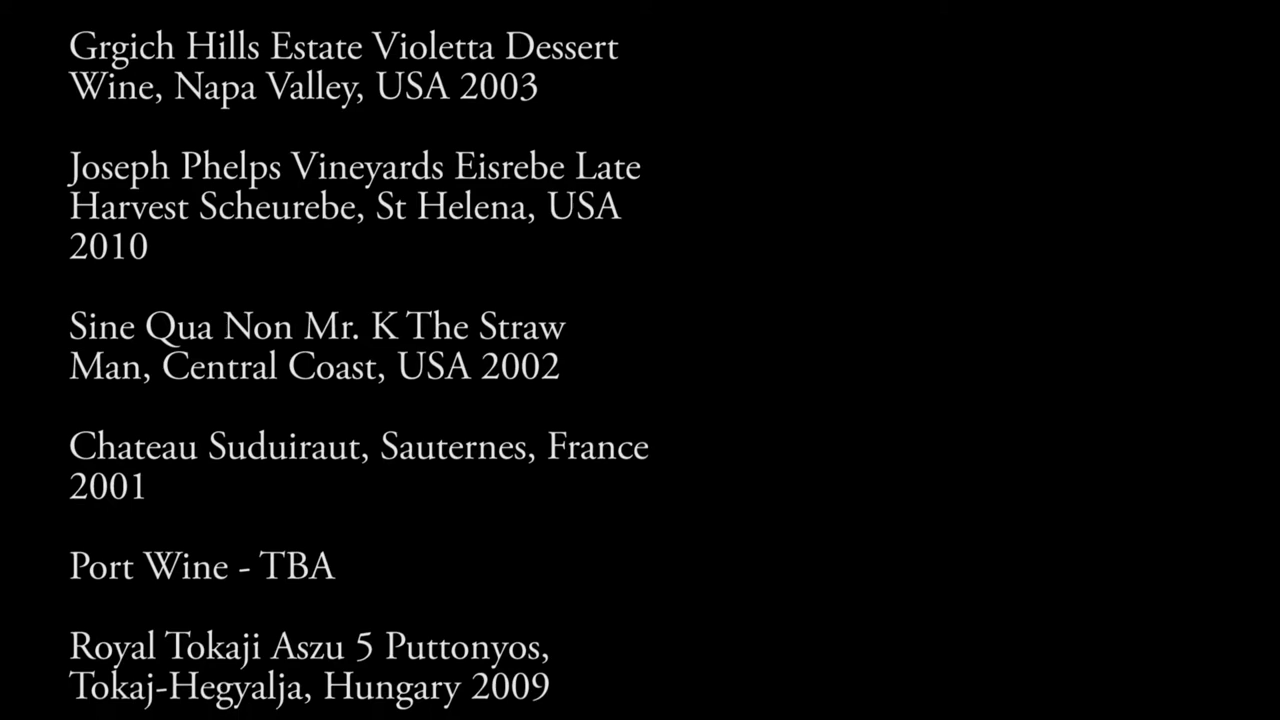 Grgich Hills Estate Violetta Dessert
Wine, Napa Valley, USA 2003
Joseph Phelps Vineyards Eisrebe Late
Harvest Scheurebe, St Helena, USA
2010
Sine Qua Non Mr. K The Straw
Man, Central Coast, USA 2002
Chateau Suduiraut, Sauternes, France
2001
Port Wine - TBA
Royal Tokaji Aszu 5 Puttonyos,
Tokaj-Hegyalja, Hungary 2009